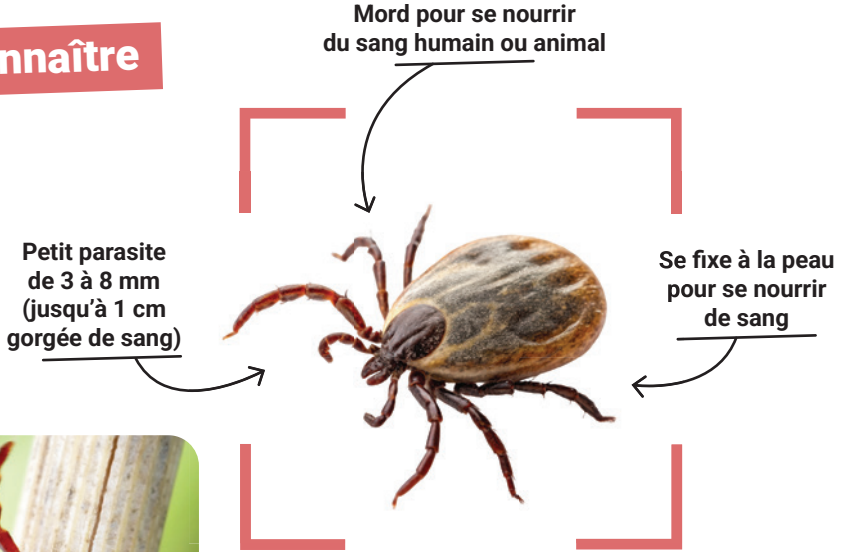 nnaître
Mord pour se nourrir
du sang humain ou animal
Petit parasite
de 3 à 8 mm
(jusqu'à 1 cm
gorgée de sang)
Se fixe à la peau
pour se nourrir
de sang